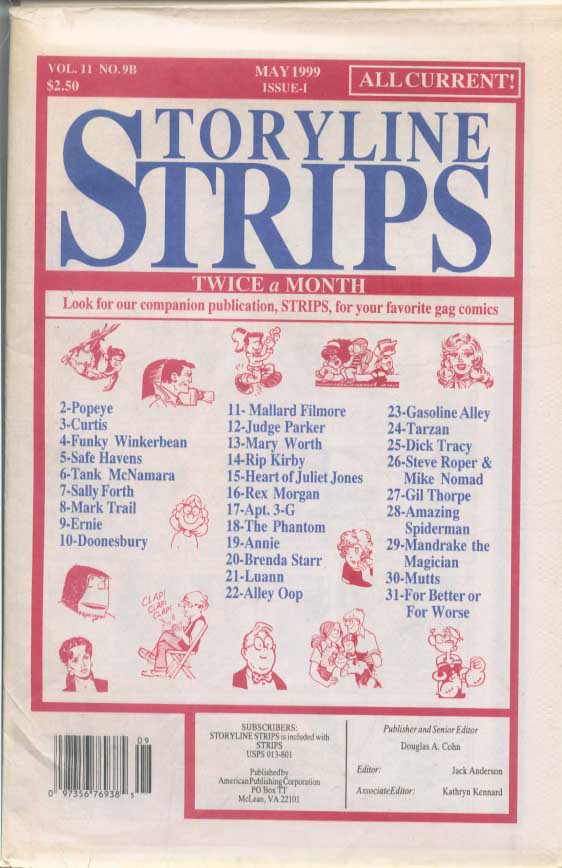 VOL. 11 NO. 9B
$2.50
MAY 1999
ISSUE-I
ALL CURRENT!
STORYLINE
STRIPS
TWICE a MONTH
Look for our companion publication, STRIPS, for your favorite gag comics
2-Popeye
3-Curtis
4-Funky Winkerbean
5-Safe Havens
6-Tank McNamara
7-Sally Forth
8-Mark Trail
9-Ernie
10-Doonesbury
11- Mallard Filmore
12-Judge Parker
13-Mary Worth
14-Rip Kirby
15-Heart of Juliet Jones
16-Rex Morgan
17-Apt. 3-G
18-The Phantom
19-Annie
20-Brenda Starr
21-Luann
22-Alley Oop
23-Gasoline Alley
24-Tarzan
25-Dick Tracy
26-Steve Roper &
Mike Nomad
27-Gil Thorpe
28-Amazing
Spiderman
29-Mandrake the
Magician
30-Mutts
31-For Better or
For Worse
CLAP!
CLAP!
CLAP!
SUBSCRIBERS:
STORYLINE STRIPS is included with
STRIPS
USPS 013-801
Published by
American Publishing Corporation
PO Box TT
McLean, VA 22101
Publisher and Senior Editor
Douglas A. Cohn
Editor: Jack Anderson
Associate Editor: Kathryn Kennard
09
0 97356 76938 5